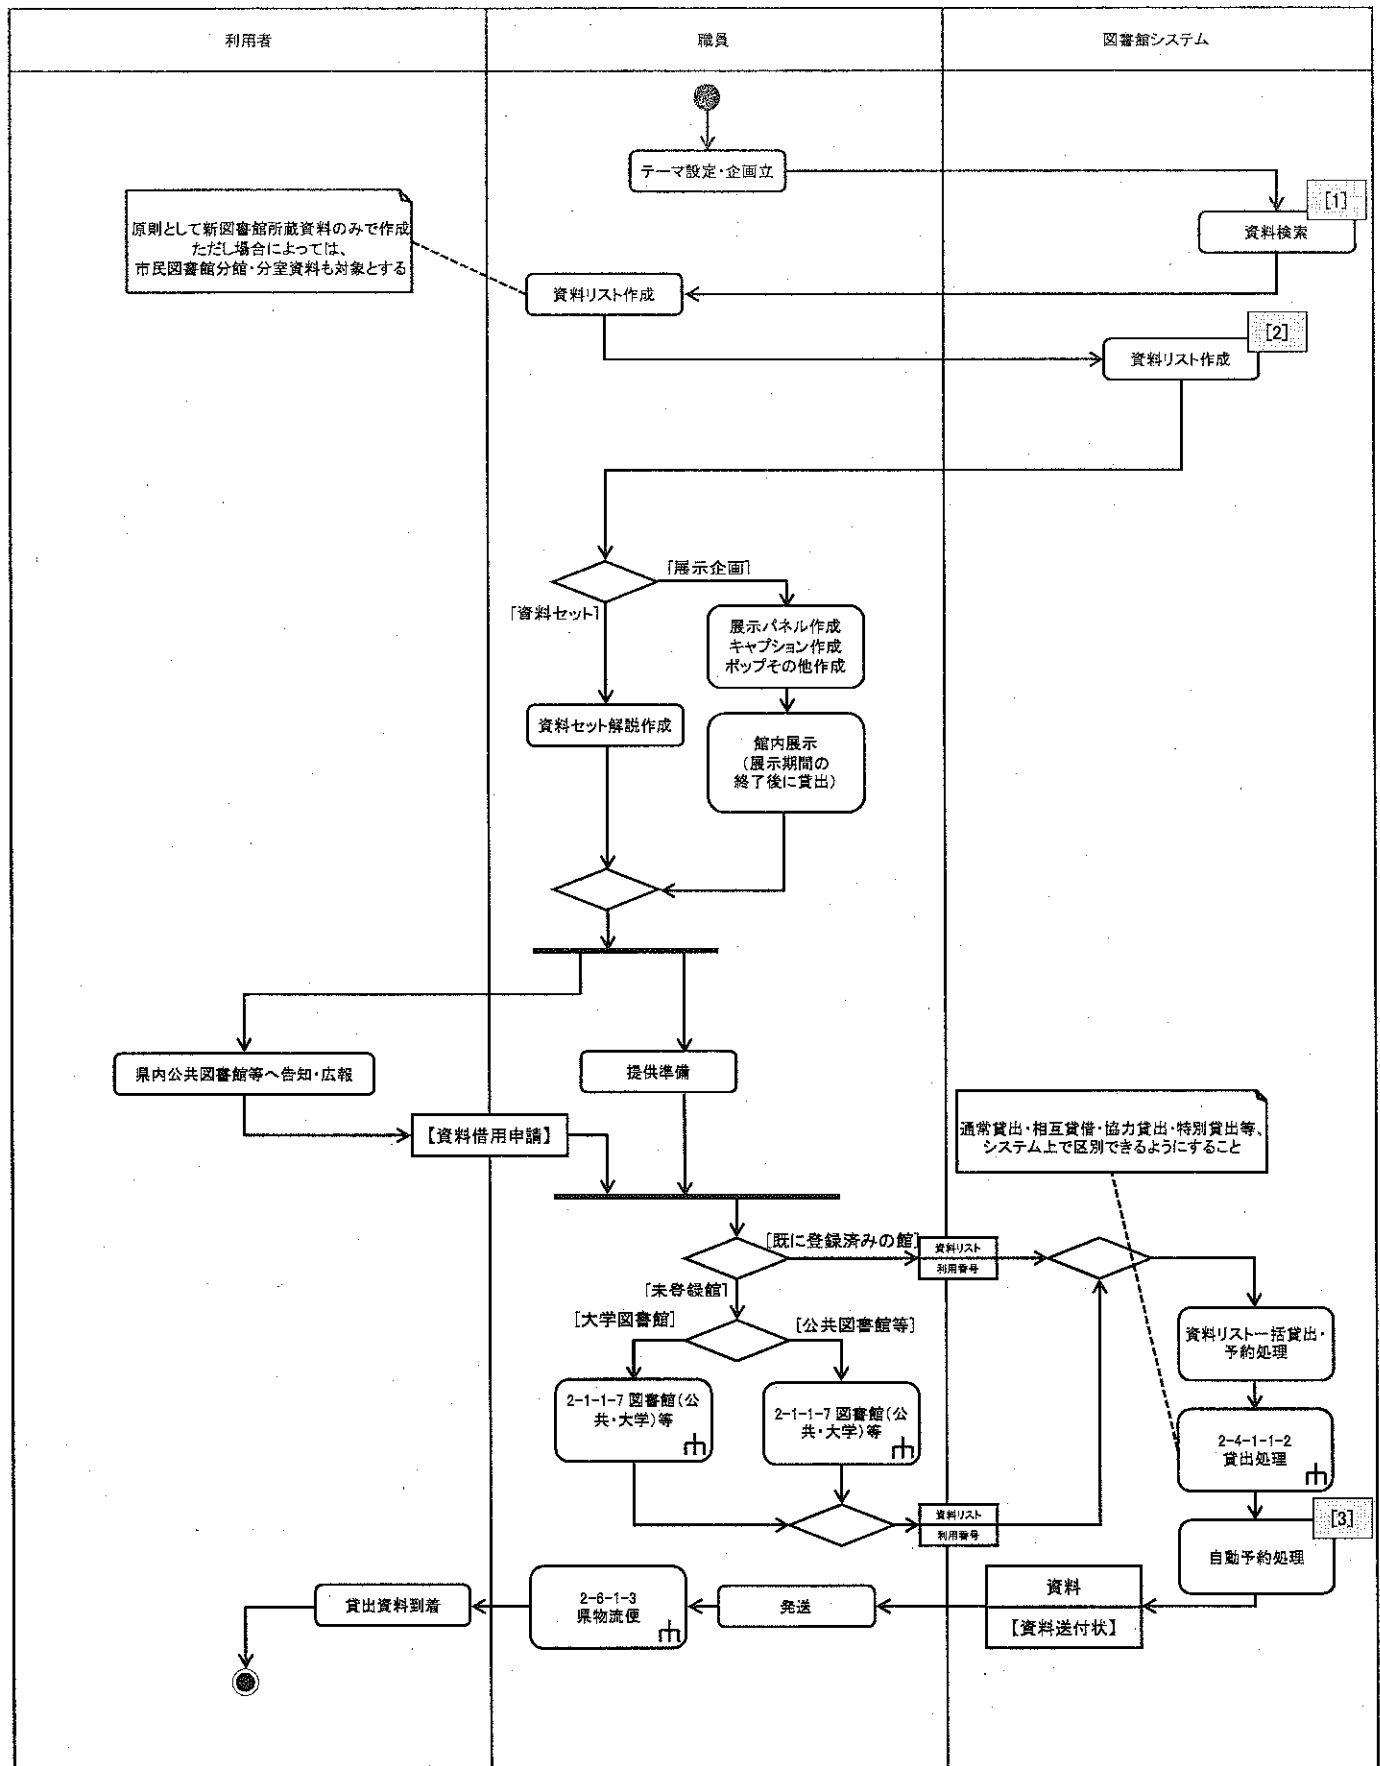 利用者
職員
図書館システム
テーマ設定・企画立
[1]
資料検索
原則として新図書館所蔵資料のみで作成
ただし場合によっては、
市民図書館分館・分室資料も対象とする
資料リスト作成
[2]
資料リスト作成
[展示企画]
[資料セット]
展示パネル作成
キャプション作成
ポップその他作成
資料セット解説作成
館内展示
(展示期間の
終了後に貸出)
県内公共図書館等へ告知・広報
提供準備
【資料借用申請】
通常貸出・相互貸借・協力貸出・特別貸出等、
システム上で区別できるようにすること
[既に登録済みの館]
資料リスト
利用番号
[未登録館]
[大学図書館]
[公共図書館等]
資料リスト一括貸出・
予約処理
2-1-1-7 図書館(公
共・大学)等
2-1-1-7 図書館(公
共・大学)等
2-4-1-1-2
貸出処理
資料リスト
利用番号
[3]
自動予約処理
貸出資料到着
2-6-1-3
県物流便
発送
資料
【資料送付状】